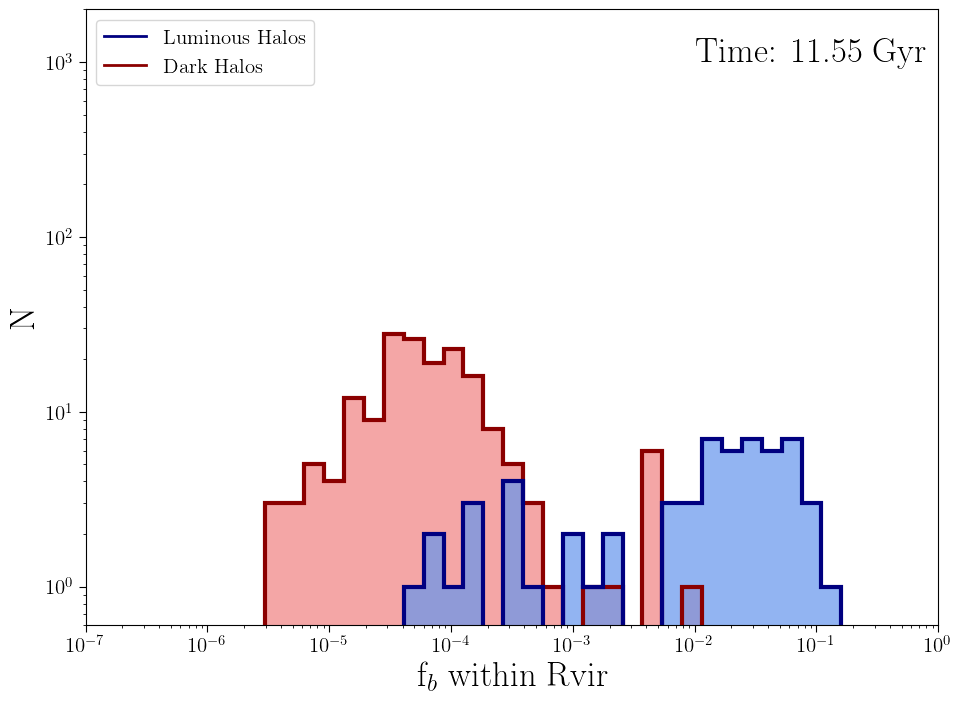 Luminous Halos
Dark Halos
Time: 11.55 Gyr
10³
10²
10¹
10⁰
N
10⁻⁷ 10⁻⁶ 10⁻⁵ 10⁻⁴ 10⁻³ 10⁻² 10⁻¹ 10⁰
f_b within Rvir